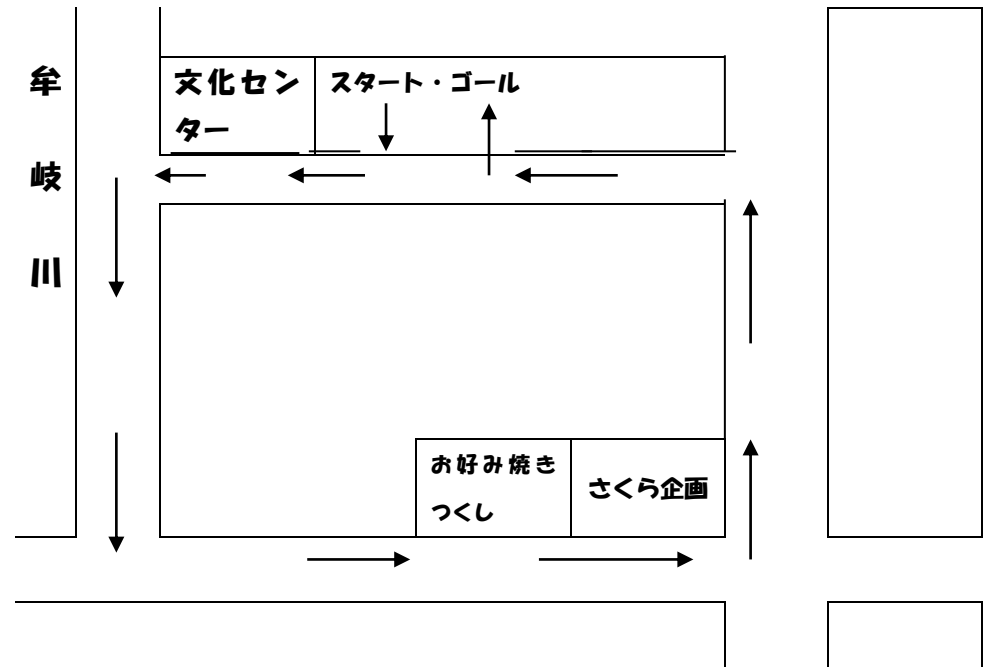 牟岐川
文化セン
ター
スタート・ゴール
お好み焼き
つくし
さくら企画